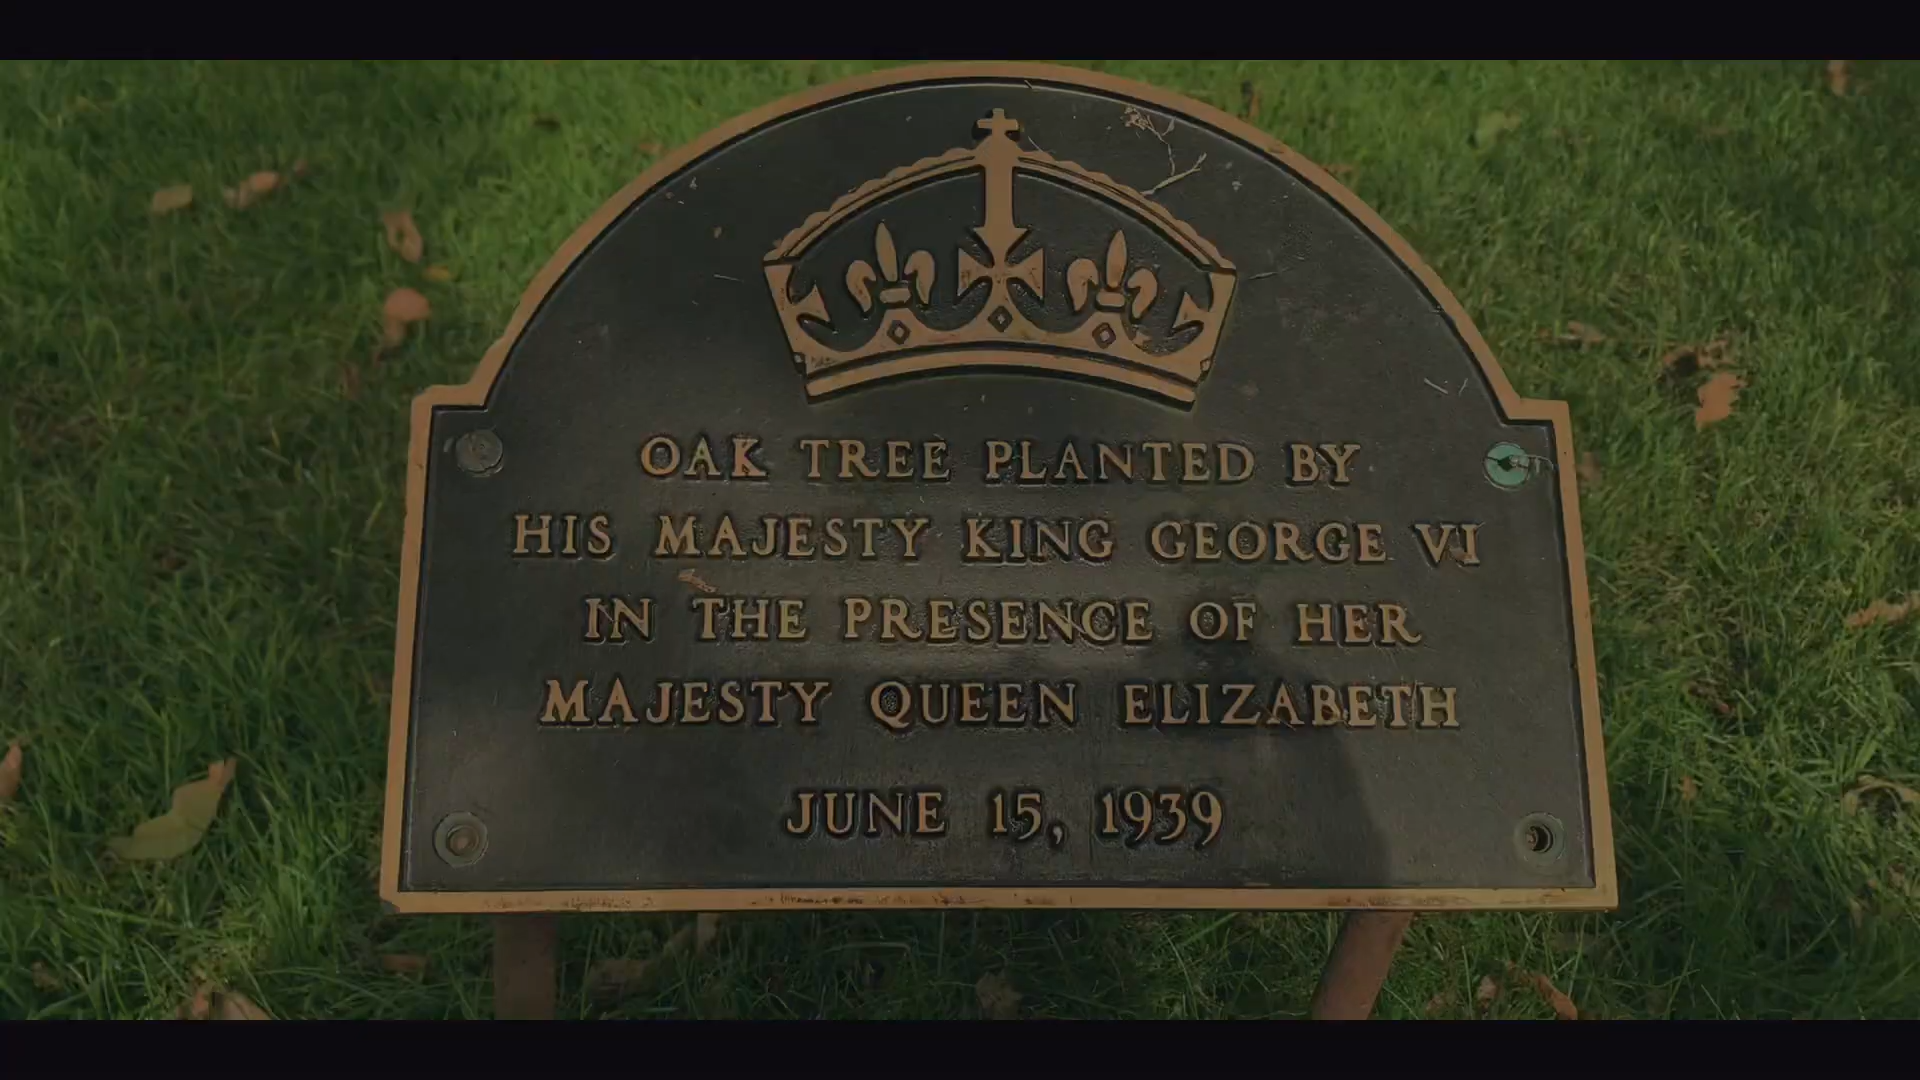 OAK TREE PLANTED BY
HIS MAJESTY KING GEORGE VI
IN THE PRESENCE OF HER
MAJESTY QUEEN ELIZABETH
JUNE 15, 1939